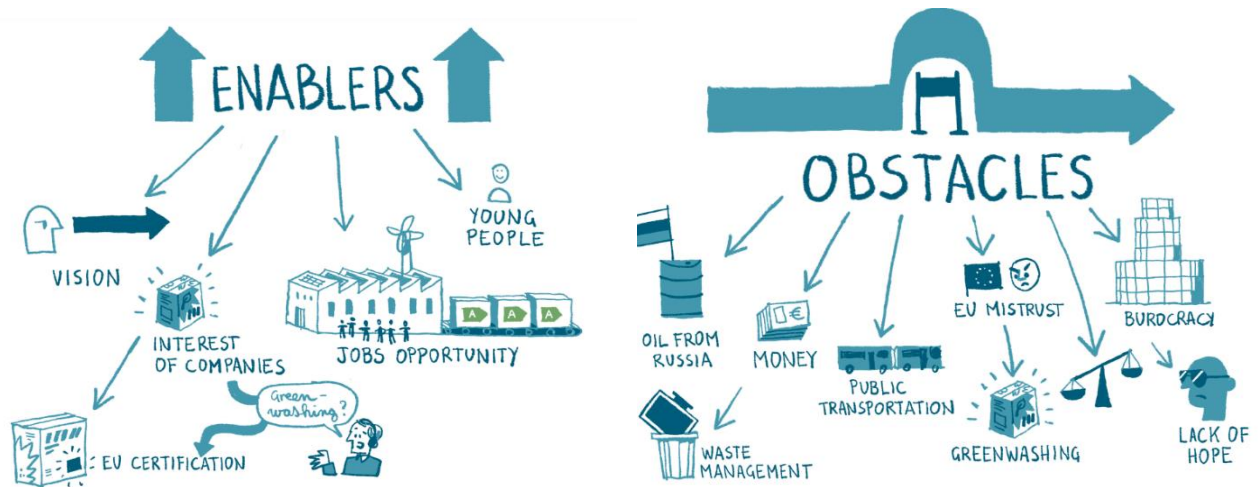 ENABLERS
VISION
YOUNG
PEOPLE
INTEREST
OF COMPANIES
A A A
JOBS OPPORTUNITY
Green-
washing?
EU CERTIFICATION
OBSTACLES
OIL FROM
RUSSIA
€
MONEY
PUBLIC
TRANSPORTATION
EU MISTRUST
BUROCRACY
WASTE
MANAGEMENT
GREENWASHING
LACK OF
HOPE